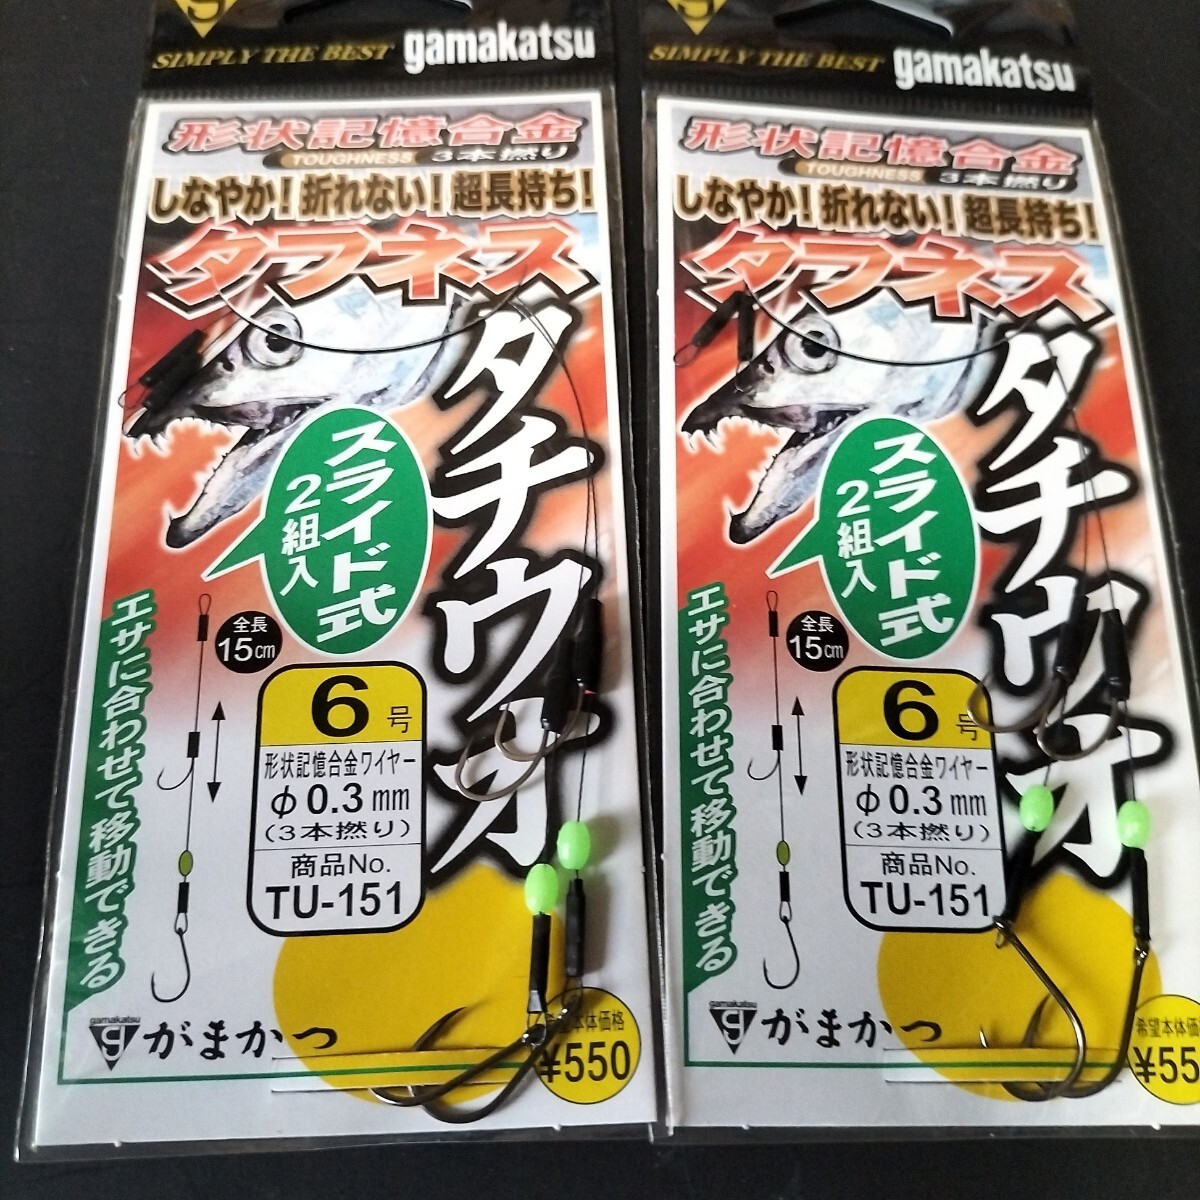 SIMPLY THE BEST gamakatsu
形状記憶合金
TOUGHNESS 3本撚り
しなやか!折れない!超長持ち!
タフネス
タチウオ
スライド式
2組入
エサに合わせて移動できる
全長
15cm
6号
形状記憶合金ワイヤー
φ0.3mm
(3本撚り)
商品No.
TU-151
gamakatsu
がまかつ
希望本体価格
¥550
SIMPLY THE BEST gamakatsu
形状記憶合金
TOUGHNESS 3本撚り
しなやか!折れない!超長持ち!
タフネス
タチウオ
スライド式
2組入
エサに合わせて移動できる
全長
15cm
6号
形状記憶合金ワイヤー
φ0.3mm
(3本撚り)
商品No.
TU-151
gamakatsu
がまかつ
希望本体価
¥55